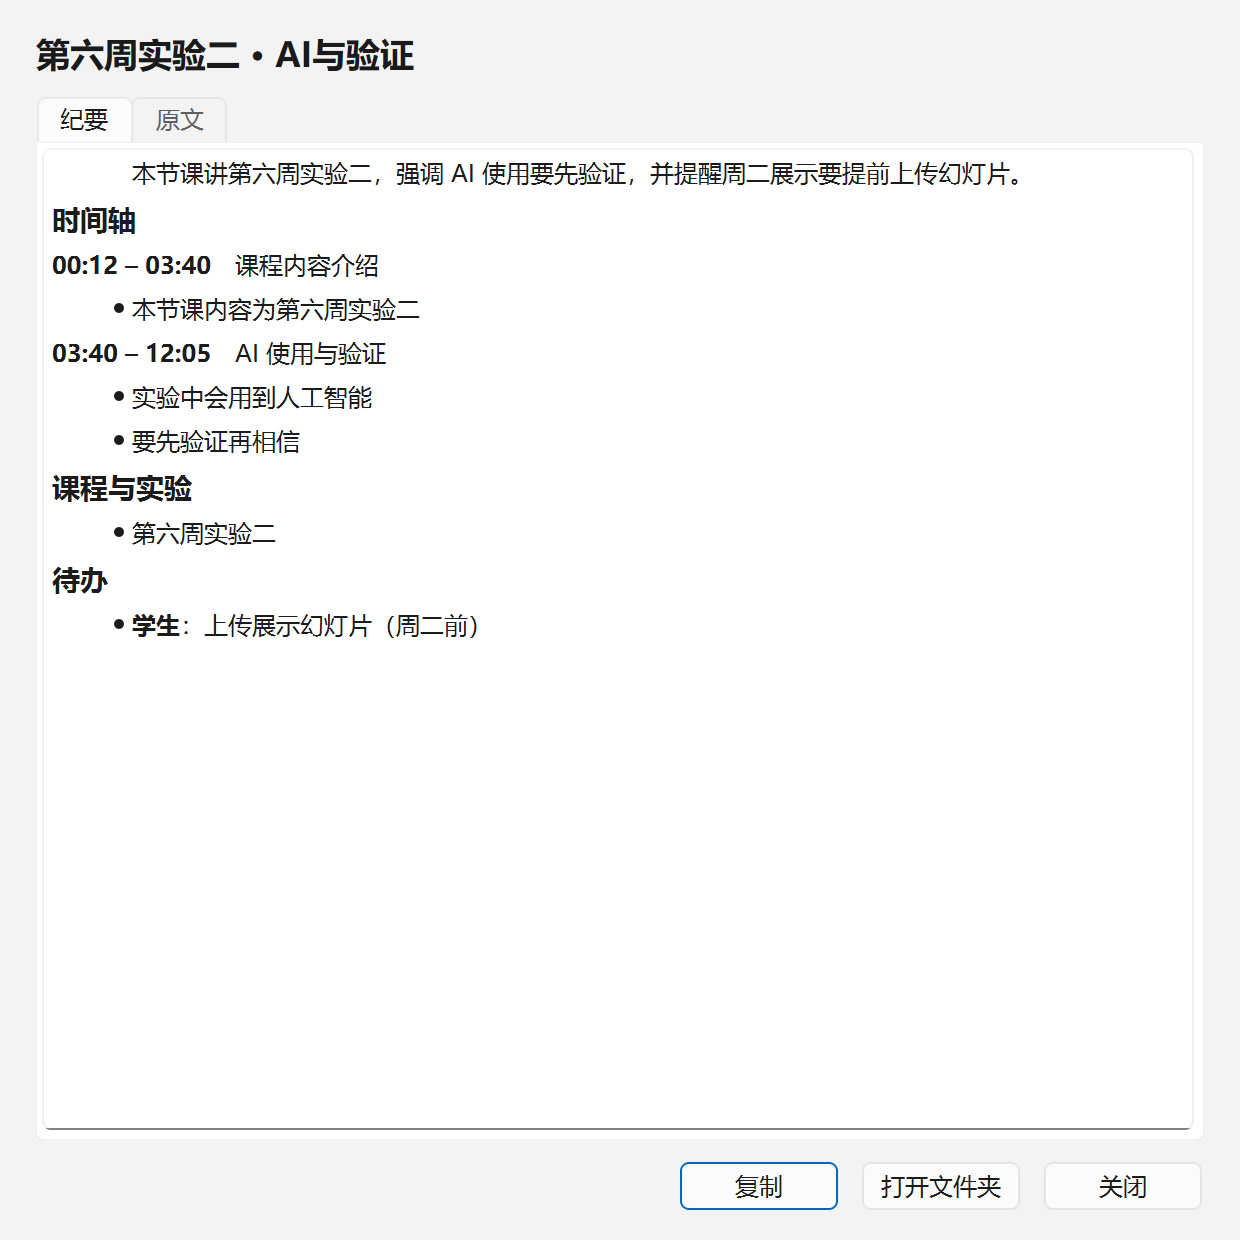 第六周实验二 • AI与验证
纪要 原文
本节课讲第六周实验二，强调 AI 使用要先验证，并提醒周二展示要提前上传幻灯片。
时间轴
00:12 – 03:40 课程内容介绍
• 本节课内容为第六周实验二
03:40 – 12:05 AI 使用与验证
• 实验中会用到人工智能
• 要先验证再相信
课程与实验
• 第六周实验二
待办
• 学生：上传展示幻灯片（周二前）
复制 打开文件夹 关闭